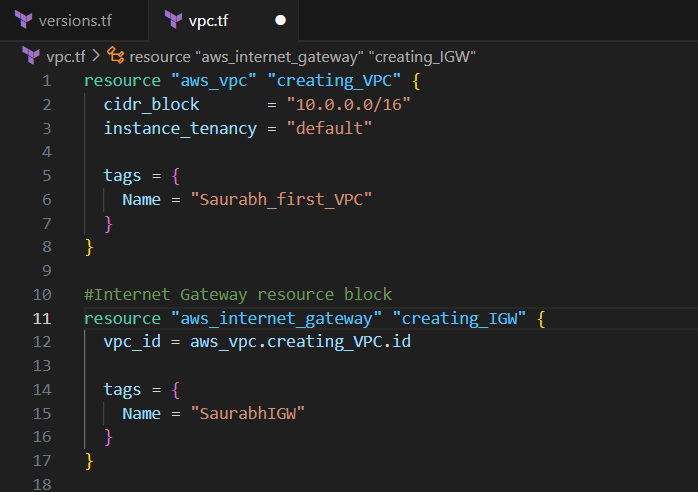 versions.tf vpc.tf
vpc.tf > resource "aws_internet_gateway" "creating_IGW"
1 resource "aws_vpc" "creating_VPC" {
2   cidr_block       = "10.0.0.0/16"
3   instance_tenancy = "default"
4
5   tags = {
6     Name = "Saurabh_first_VPC"
7   }
8 }
9
10 #Internet Gateway resource block
11 resource "aws_internet_gateway" "creating_IGW" {
12   vpc_id = aws_vpc.creating_VPC.id
13
14   tags = {
15     Name = "SaurabhIGW"
16   }
17 }
18